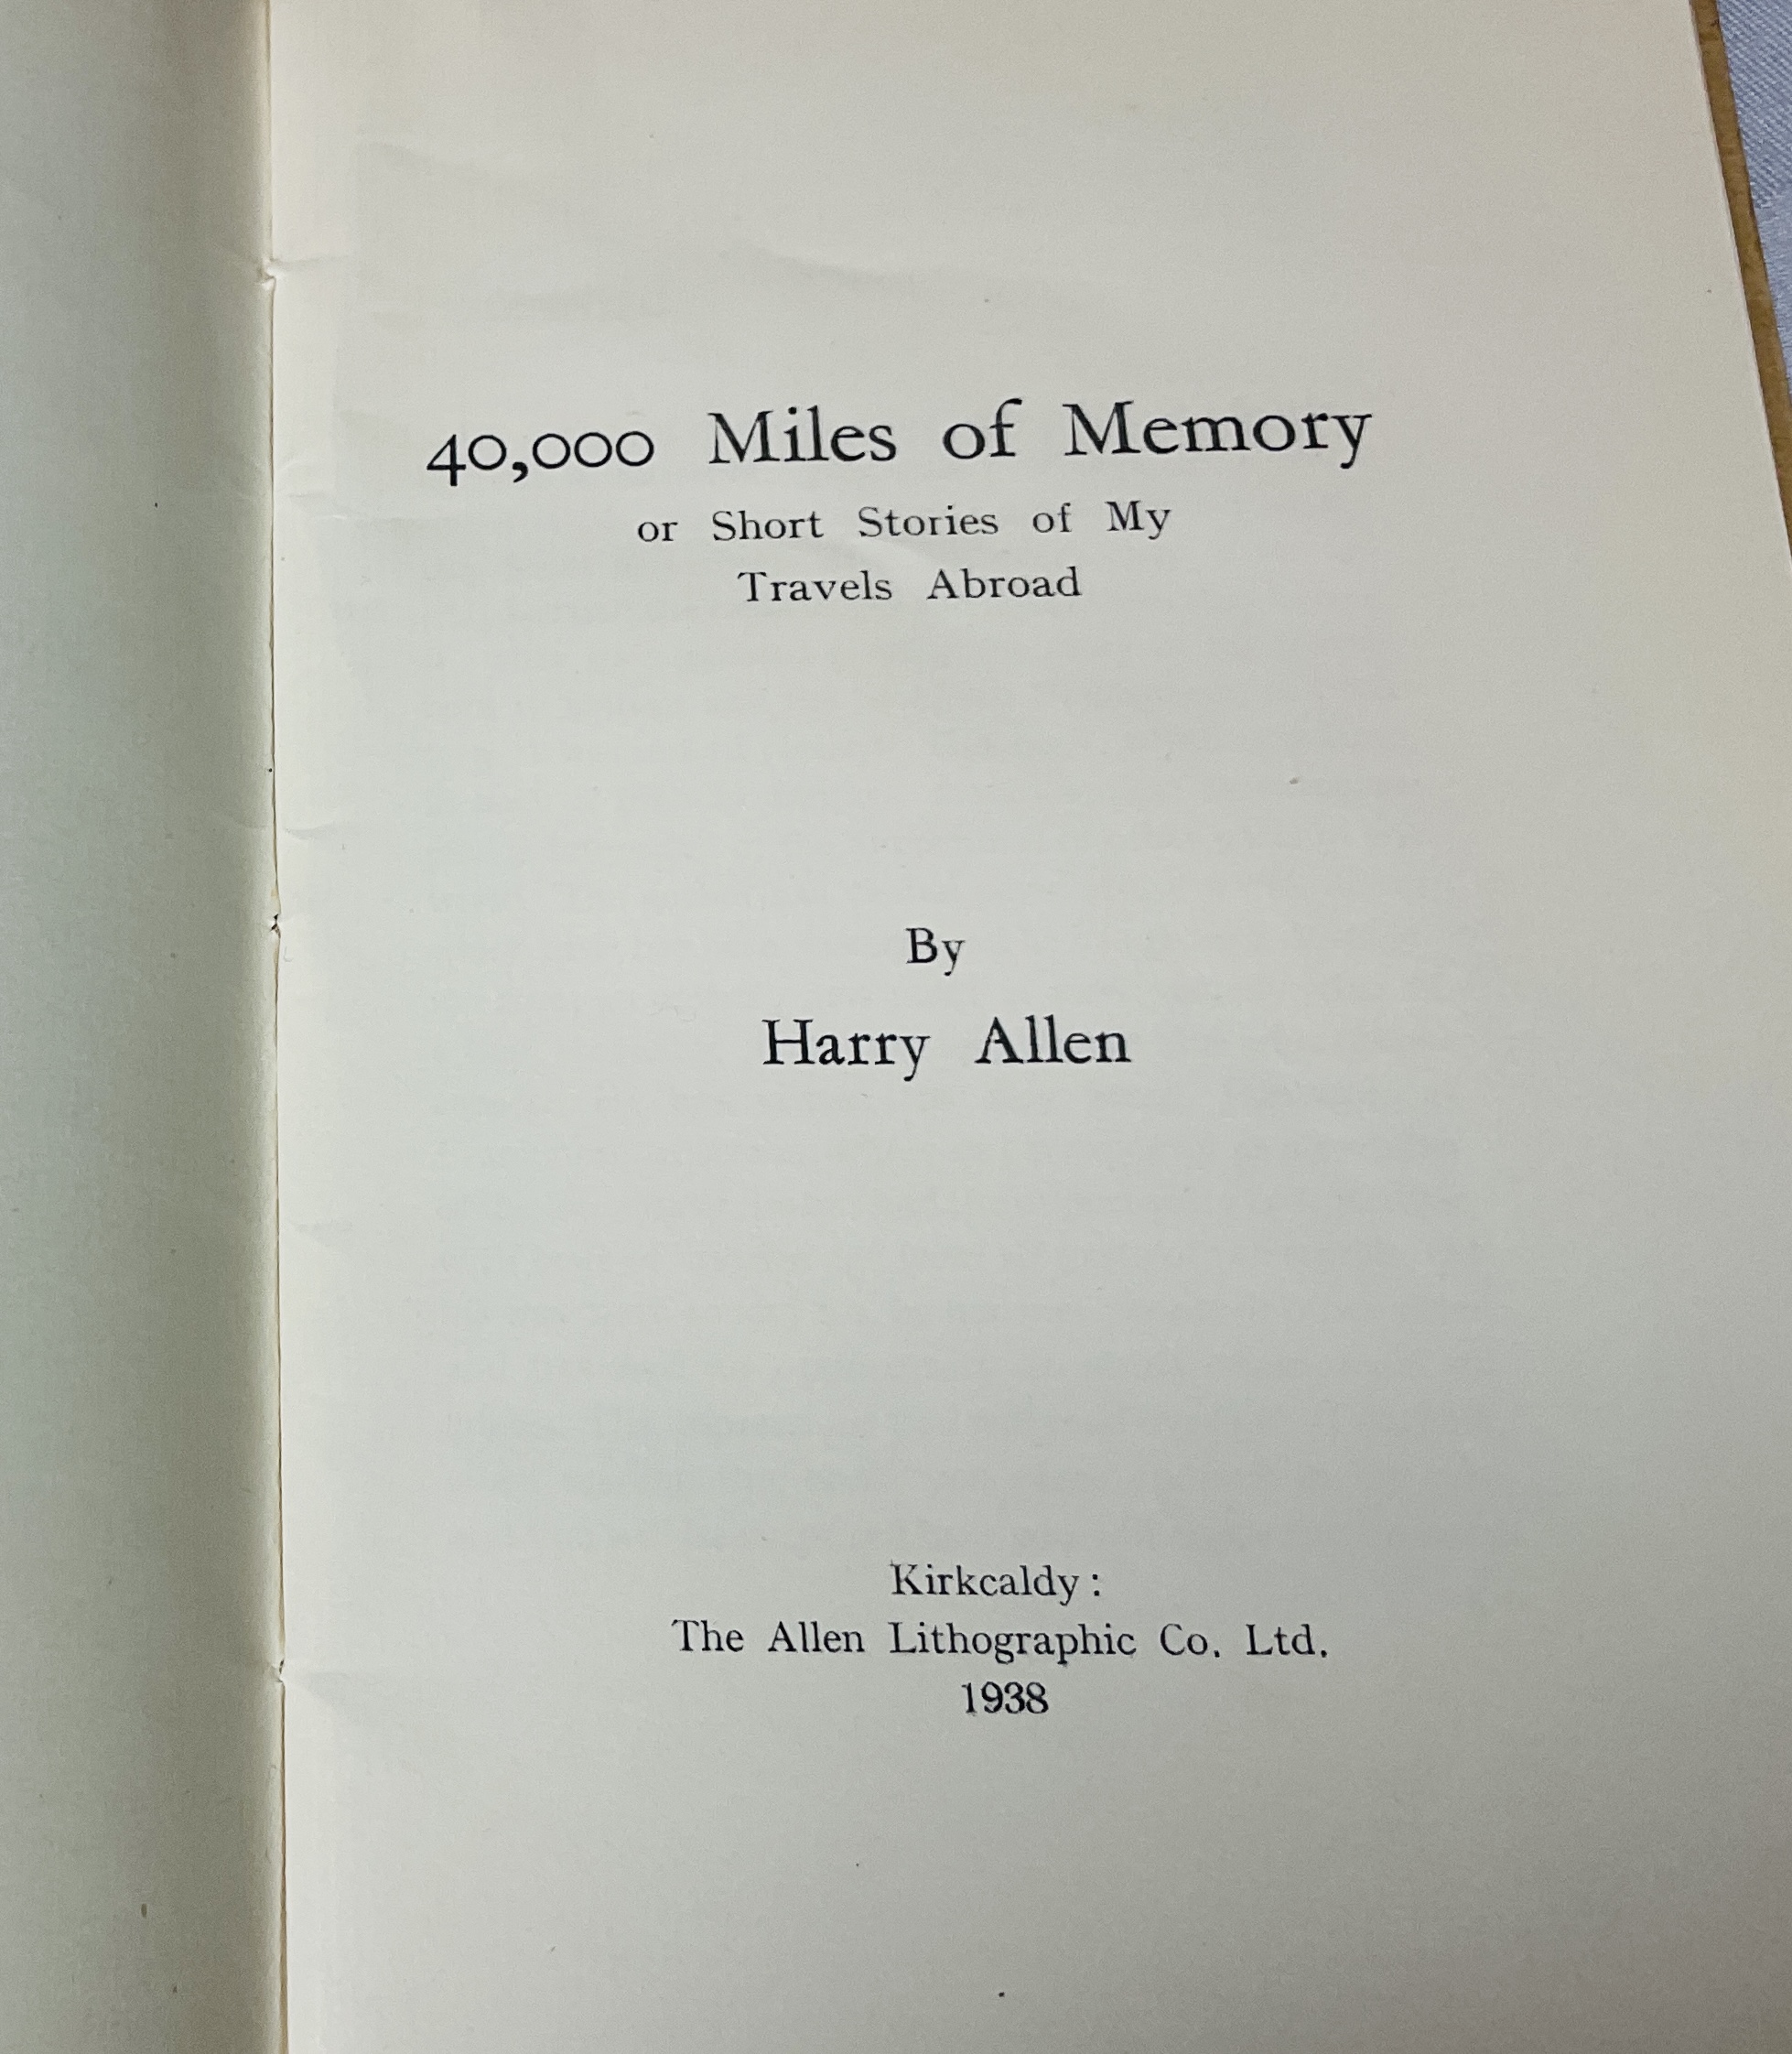 40,000 Miles of Memory
or Short Stories of My
Travels Abroad
By
Harry Allen
Kirkcaldy :
The Allen Lithographic Co. Ltd.
1938